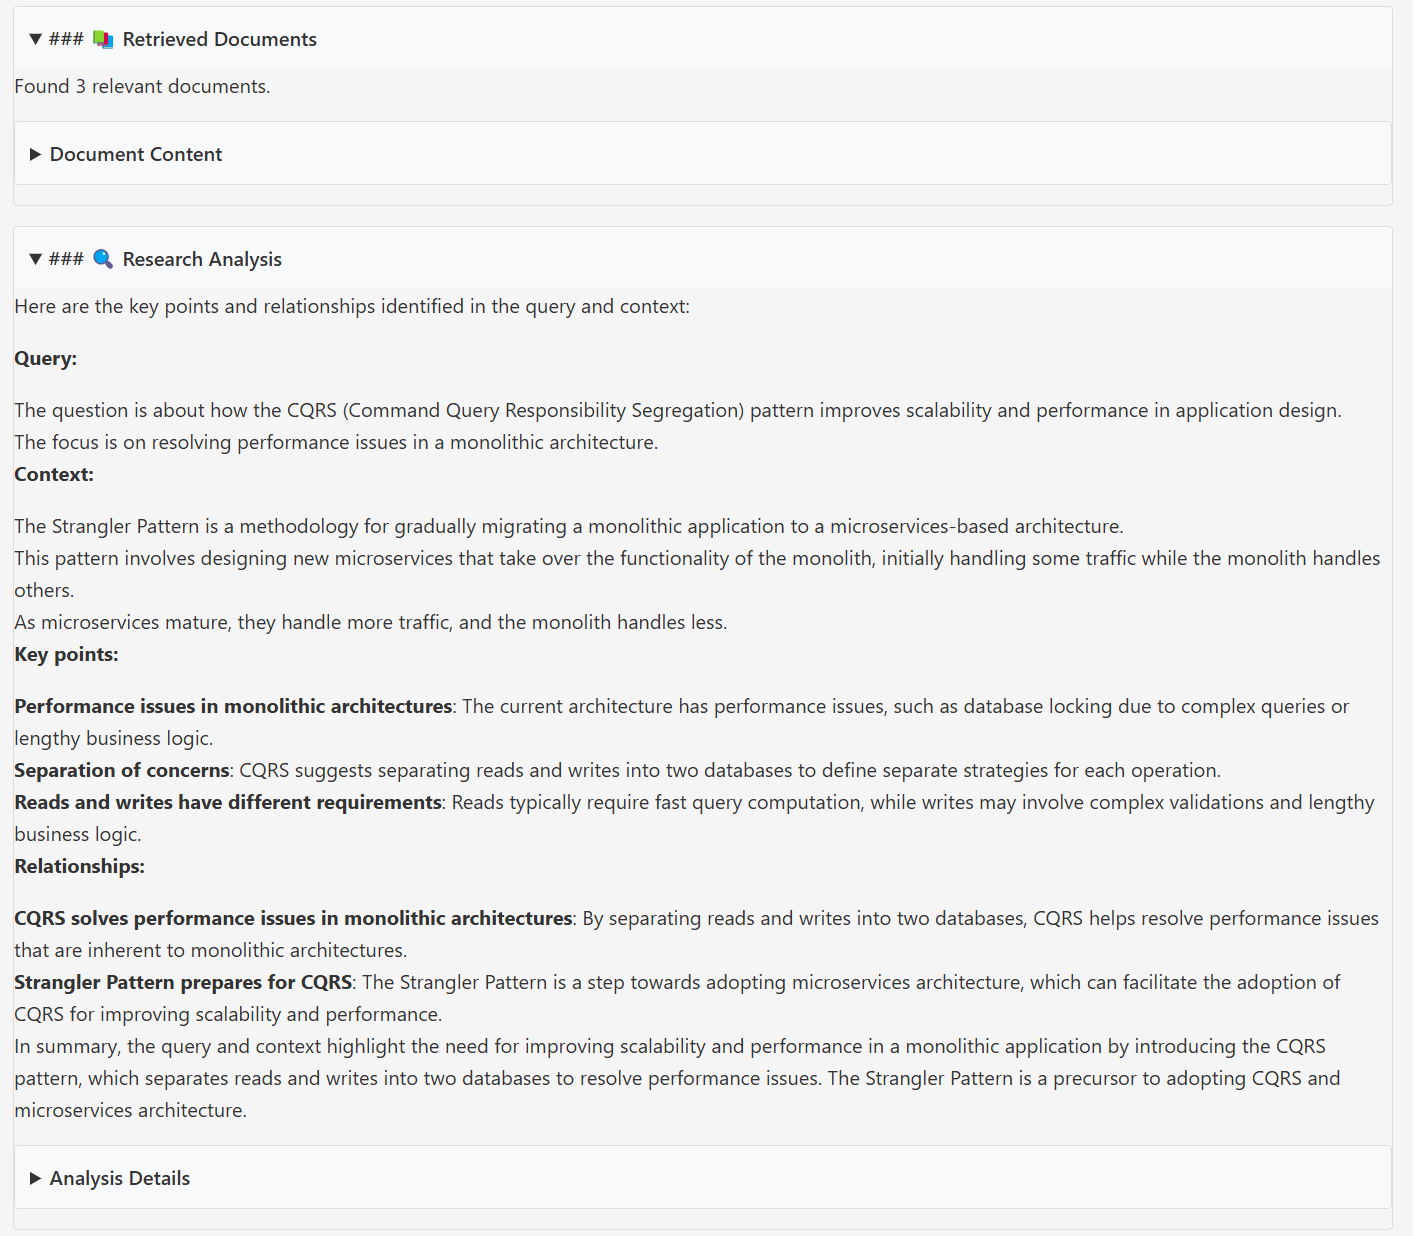 ### Retrieved Documents
Found 3 relevant documents.
Document Content
### Research Analysis
Here are the key points and relationships identified in the query and context:
Query:
The question is about how the CQRS (Command Query Responsibility Segregation) pattern improves scalability and performance in application design.
The focus is on resolving performance issues in a monolithic architecture.
Context:
The Strangler Pattern is a methodology for gradually migrating a monolithic application to a microservices-based architecture.
This pattern involves designing new microservices that take over the functionality of the monolith, initially handling some traffic while the monolith handles
others.
As microservices mature, they handle more traffic, and the monolith handles less.
Key points:
Performance issues in monolithic architectures: The current architecture has performance issues, such as database locking due to complex queries or
lengthy business logic.
Separation of concerns: CQRS suggests separating reads and writes into two databases to define separate strategies for each operation.
Reads and writes have different requirements: Reads typically require fast query computation, while writes may involve complex validations and lengthy
business logic.
Relationships:
CQRS solves performance issues in monolithic architectures: By separating reads and writes into two databases, CQRS helps resolve performance issues
that are inherent to monolithic architectures.
Strangler Pattern prepares for CQRS: The Strangler Pattern is a step towards adopting microservices architecture, which can facilitate the adoption of
CQRS for improving scalability and performance.
In summary, the query and context highlight the need for improving scalability and performance in a monolithic application by introducing the CQRS
pattern, which separates reads and writes into two databases to resolve performance issues. The Strangler Pattern is a precursor to adopting CQRS and
microservices architecture.
Analysis Details